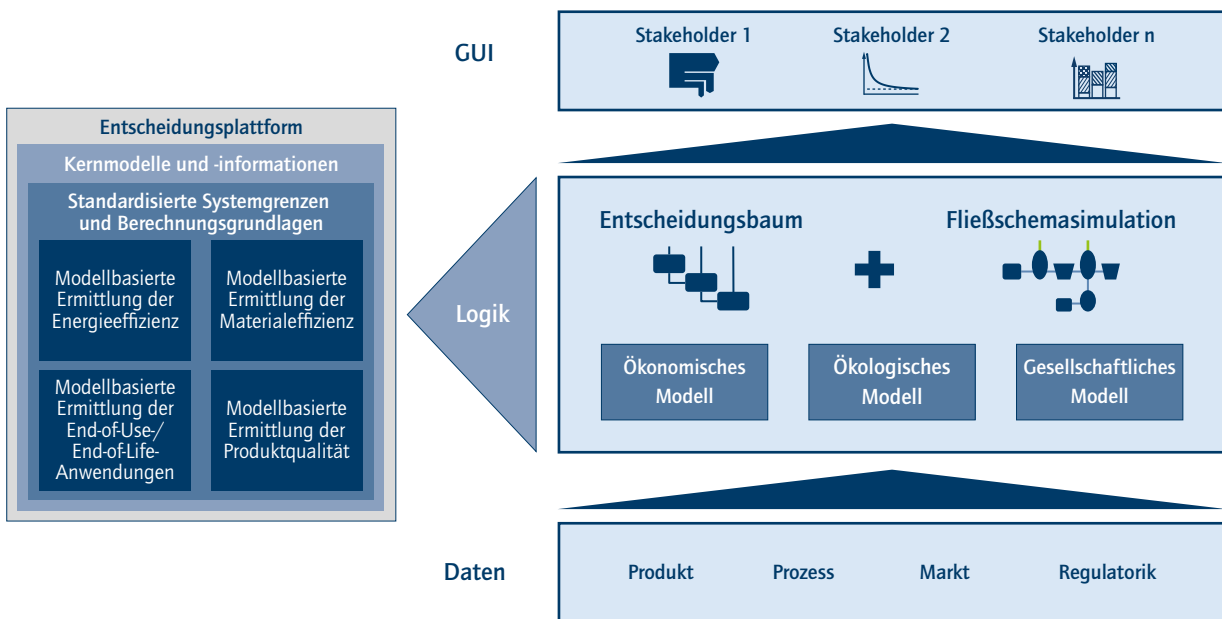 GUI
Stakeholder 1
Stakeholder 2
Stakeholder n
Entscheidungsplattform
Kernmodelle und -informationen
Standardisierte Systemgrenzen
und Berechnungsgrundlagen
Modellbasierte
Ermittlung der
Energieeffizienz
Modellbasierte
Ermittlung der
Materialeffizienz
Modellbasierte
Ermittlung der
End-of-Use-/
End-of-Life-
Anwendungen
Modellbasierte
Ermittlung der
Produktqualität
Logik
Entscheidungsbaum
Fließschemasimulation
Ökonomisches
Modell
Ökologisches
Modell
Gesellschaftliches
Modell
Daten
Produkt
Prozess
Markt
Regulatorik